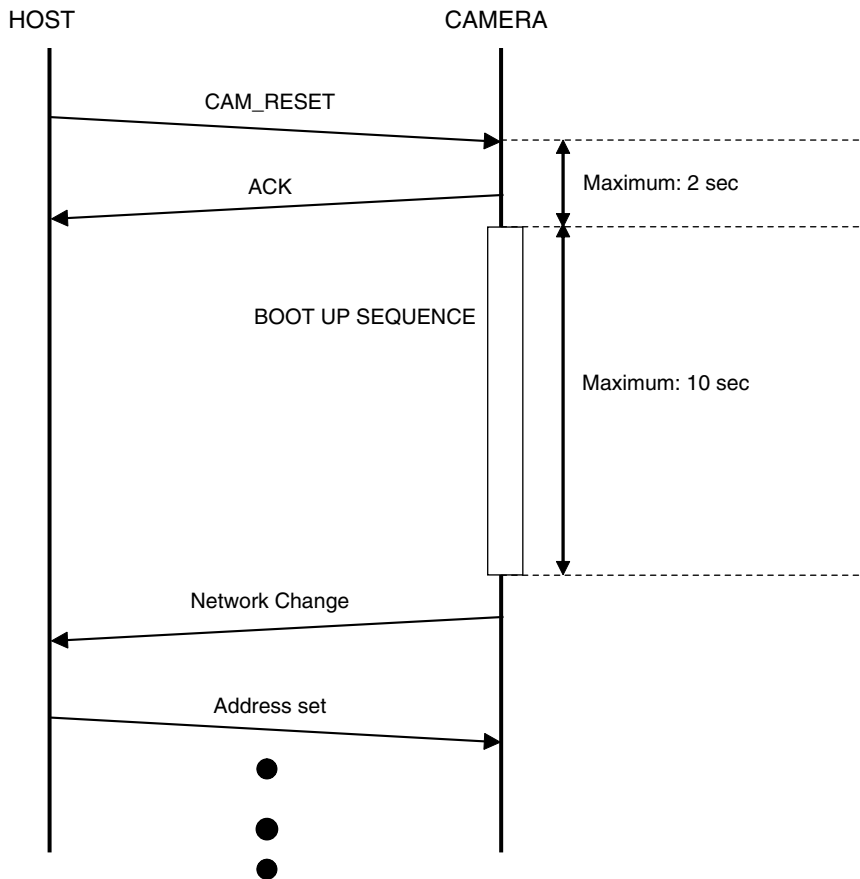 HOST
CAMERA
CAM_RESET
ACK
Maximum: 2 sec
BOOT UP SEQUENCE
Maximum: 10 sec
Network Change
Address set